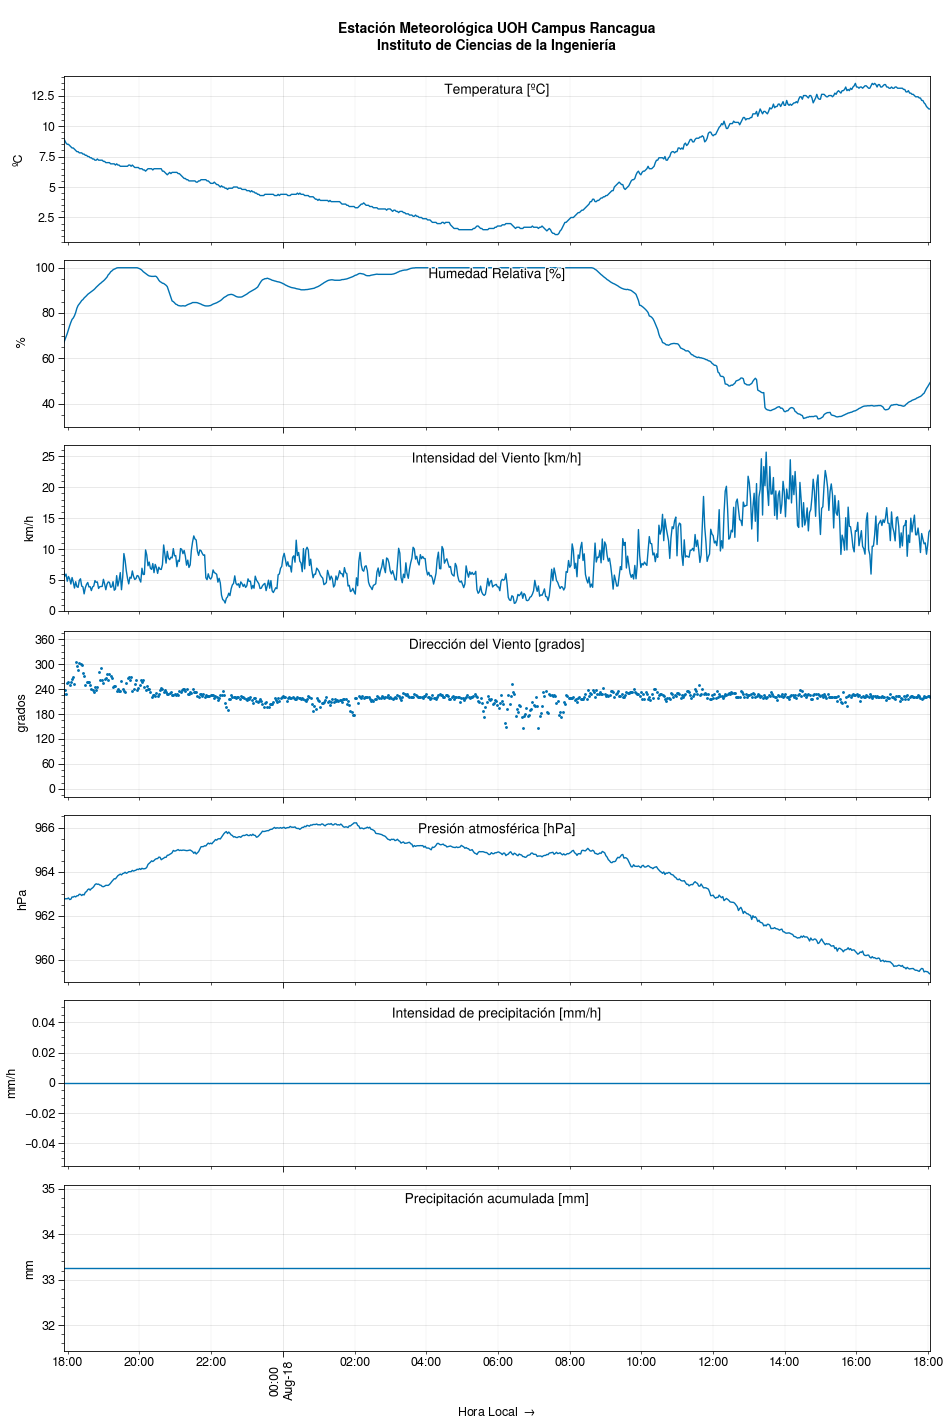 Estación Meteorológica UOH Campus Rancagua
Instituto de Ciencias de la Ingeniería
Temperatura [ºC]
ºC
12.5
10
7.5
5
2.5
Humedad Relativa [%]
%
100
80
60
40
Intensidad del Viento [km/h]
km/h
25
20
15
10
5
0
Dirección del Viento [grados]
grados
360
300
240
180
120
60
0
Presión atmosférica [hPa]
hPa
966
964
962
960
Intensidad de precipitación [mm/h]
mm/h
0.04
0.02
0
−0.02
−0.04
Precipitación acumulada [mm]
mm
35
34
33
32
18:00 20:00 22:00 00:00 02:00 04:00 06:00 08:00 10:00 12:00 14:00 16:00 18:00
Aug-18
Hora Local →